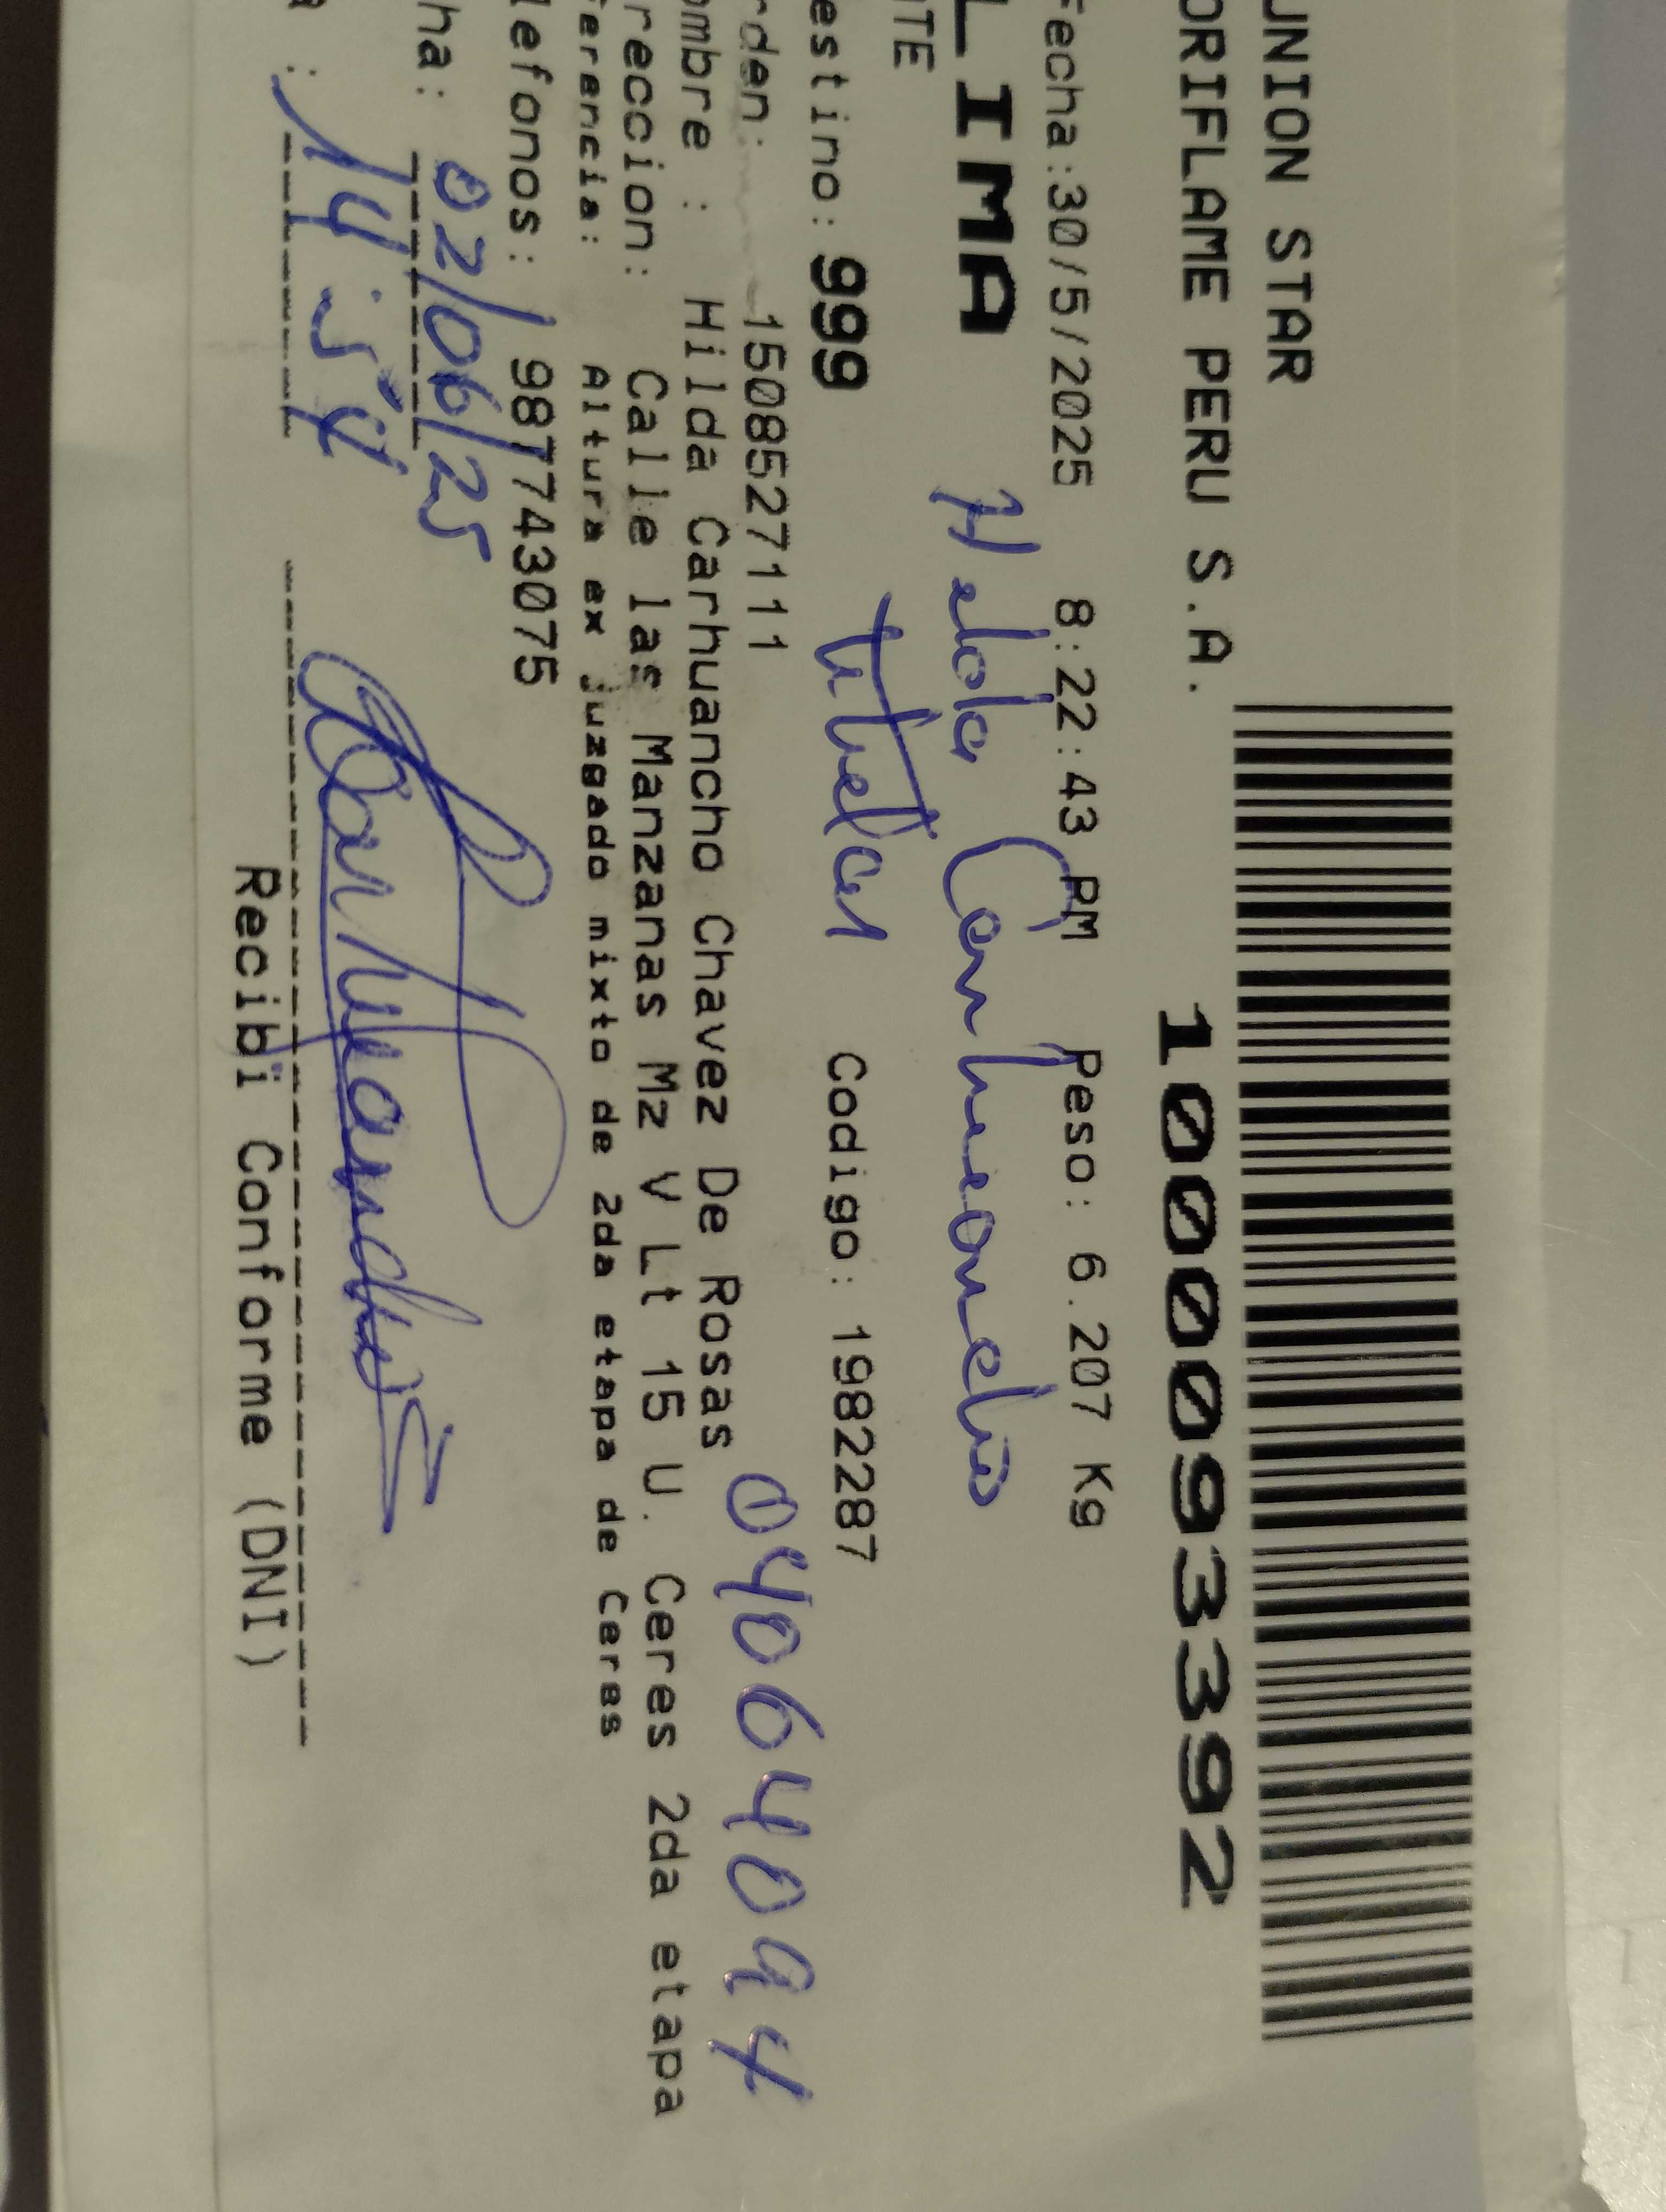 UNION STAR
ORIFLAME PERU S.A.
10000933392
Fecha:30/5/2025 8:22:43 PM Peso: 6.207 Kg
LIMA
Hilda Carhuancho
TE
titular
estino: 999 Codigo: 1982287
rden: 1508527111
04064094
ombre : Hilda Carhuancho Chavez De Rosas
reccion: Calle las Manzanas Mz V Lt 15 U. Ceres 2da etapa
ferencia: Altura ex juzgado mixto de 2da etapa de Ceres
lefonos: 987743075
ha: 02/06/25
: 14:54
Carhuancho
Recibi Conforme (DNI)